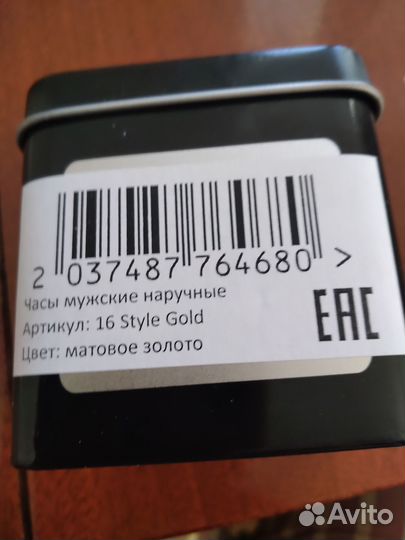 2 037487 764680 >
Часы мужские наручные
Артикул: 16 Style Gold
Цвет: матовое золото
EAC
Avito